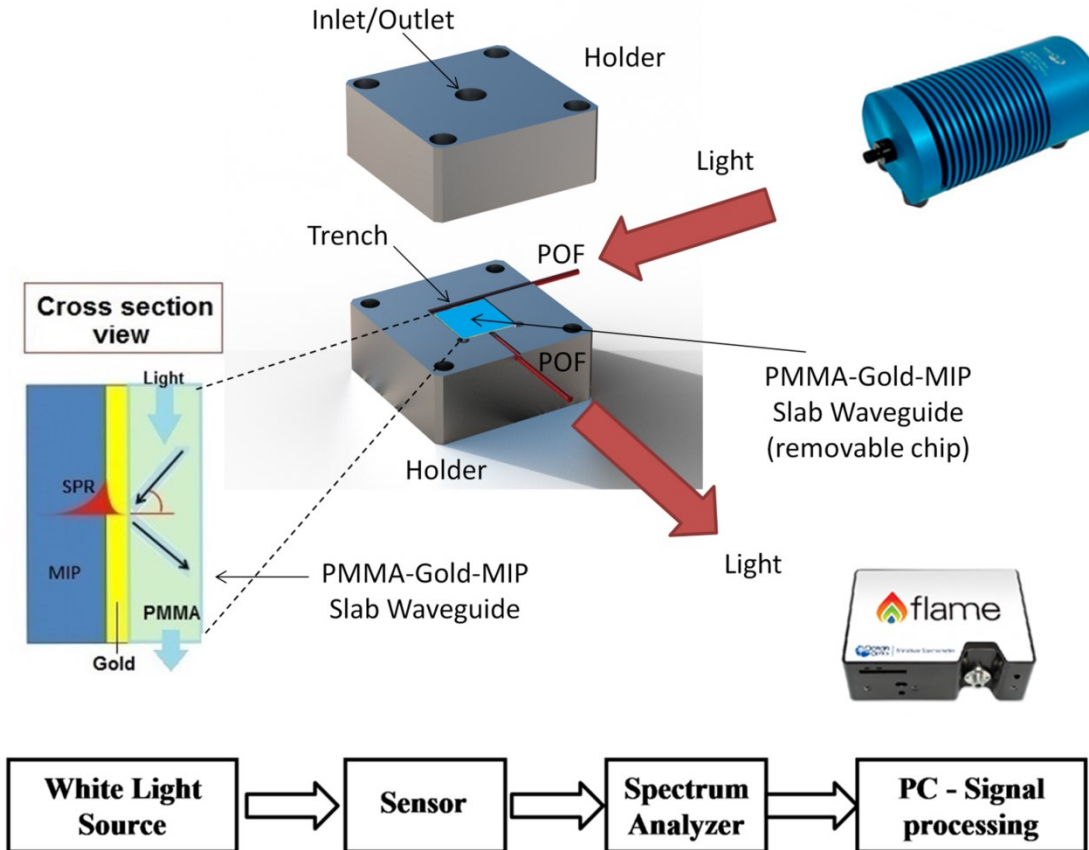 Inlet/Outlet
Holder
Light
Trench
POF
Cross section
view
Light
POF
PMMA-Gold-MIP
Slab Waveguide
(removable chip)
Holder
SPR
MIP
PMMA
Gold
PMMA-Gold-MIP
Slab Waveguide
Light
flame
White Light
Source
Sensor
Spectrum
Analyzer
PC - Signal
processing